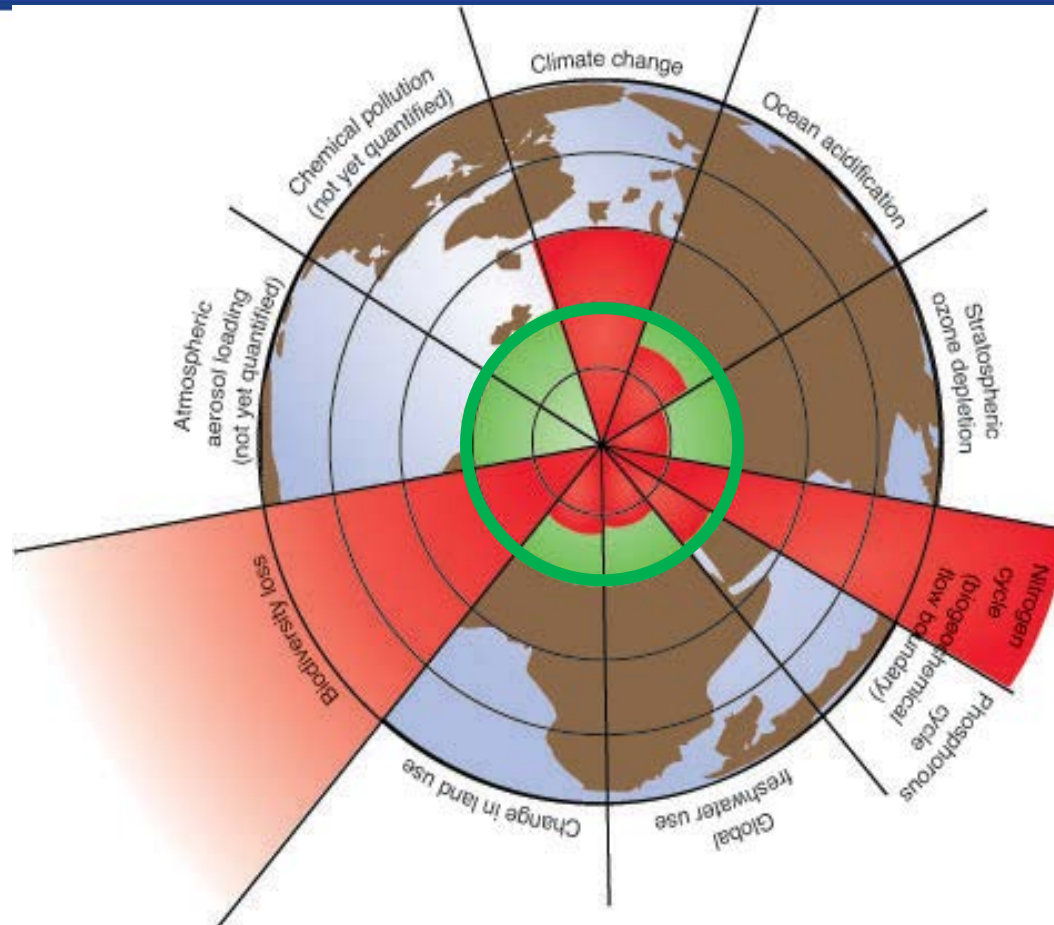 Climate change
Ocean acidification
Stratospheric
ozone depletion
Nitrogen
cycle
(biogeochemical
flow boundary)
Phosphorous
cycle
Global
freshwater use
Change in land use
Biodiversity loss
Atmospheric
aerosol loading
(not yet quantified)
Chemical pollution
(not yet quantified)